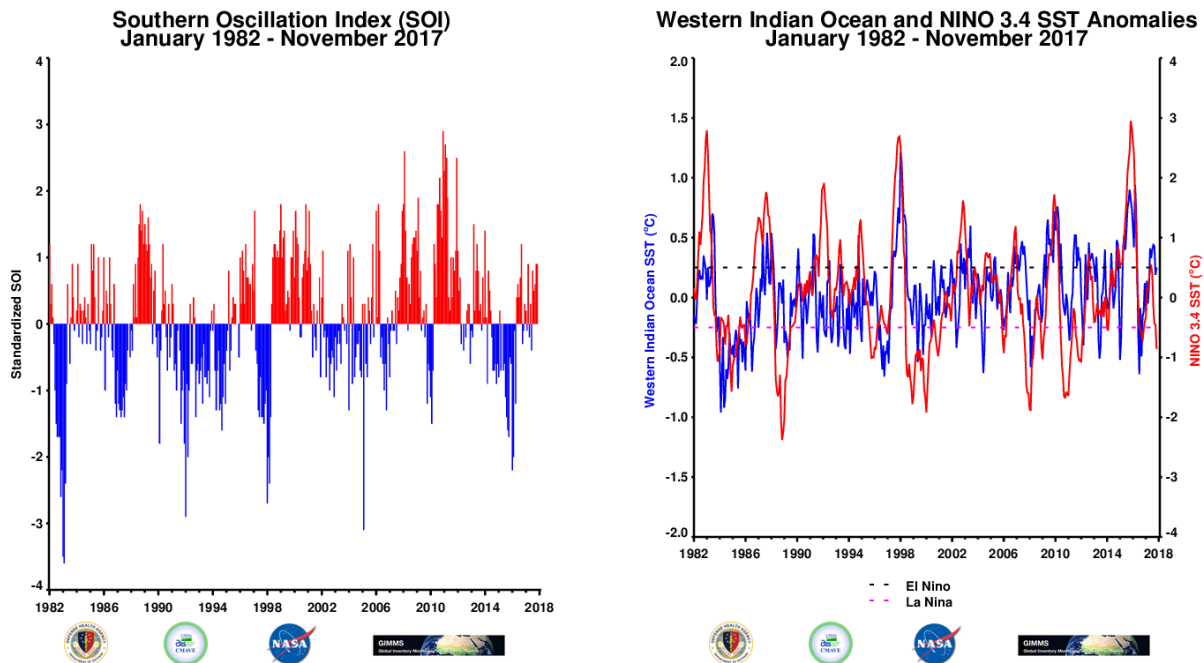 Southern Oscillation Index (SOI)
January 1982 - November 2017
4
3
2
1
0
-1
-2
-3
-4
Standardized SOI
1982 1986 1990 1994 1998 2002 2006 2010 2014 2018
USDA
CMAVE
NASA
GIMMS
Western Indian Ocean and NINO 3.4 SST Anomalies
January 1982 - November 2017
2.0
1.5
1.0
0.5
0.0
-0.5
-1.0
-1.5
-2.0
Western Indian Ocean SST (°C)
4
3
2
1
0
-1
-2
-3
-4
NINO 3.4 SST (°C)
1982 1986 1990 1994 1998 2002 2006 2010 2014 2018
- - El Nino
- - La Nina
USDA
CMAVE
NASA
GIMMS